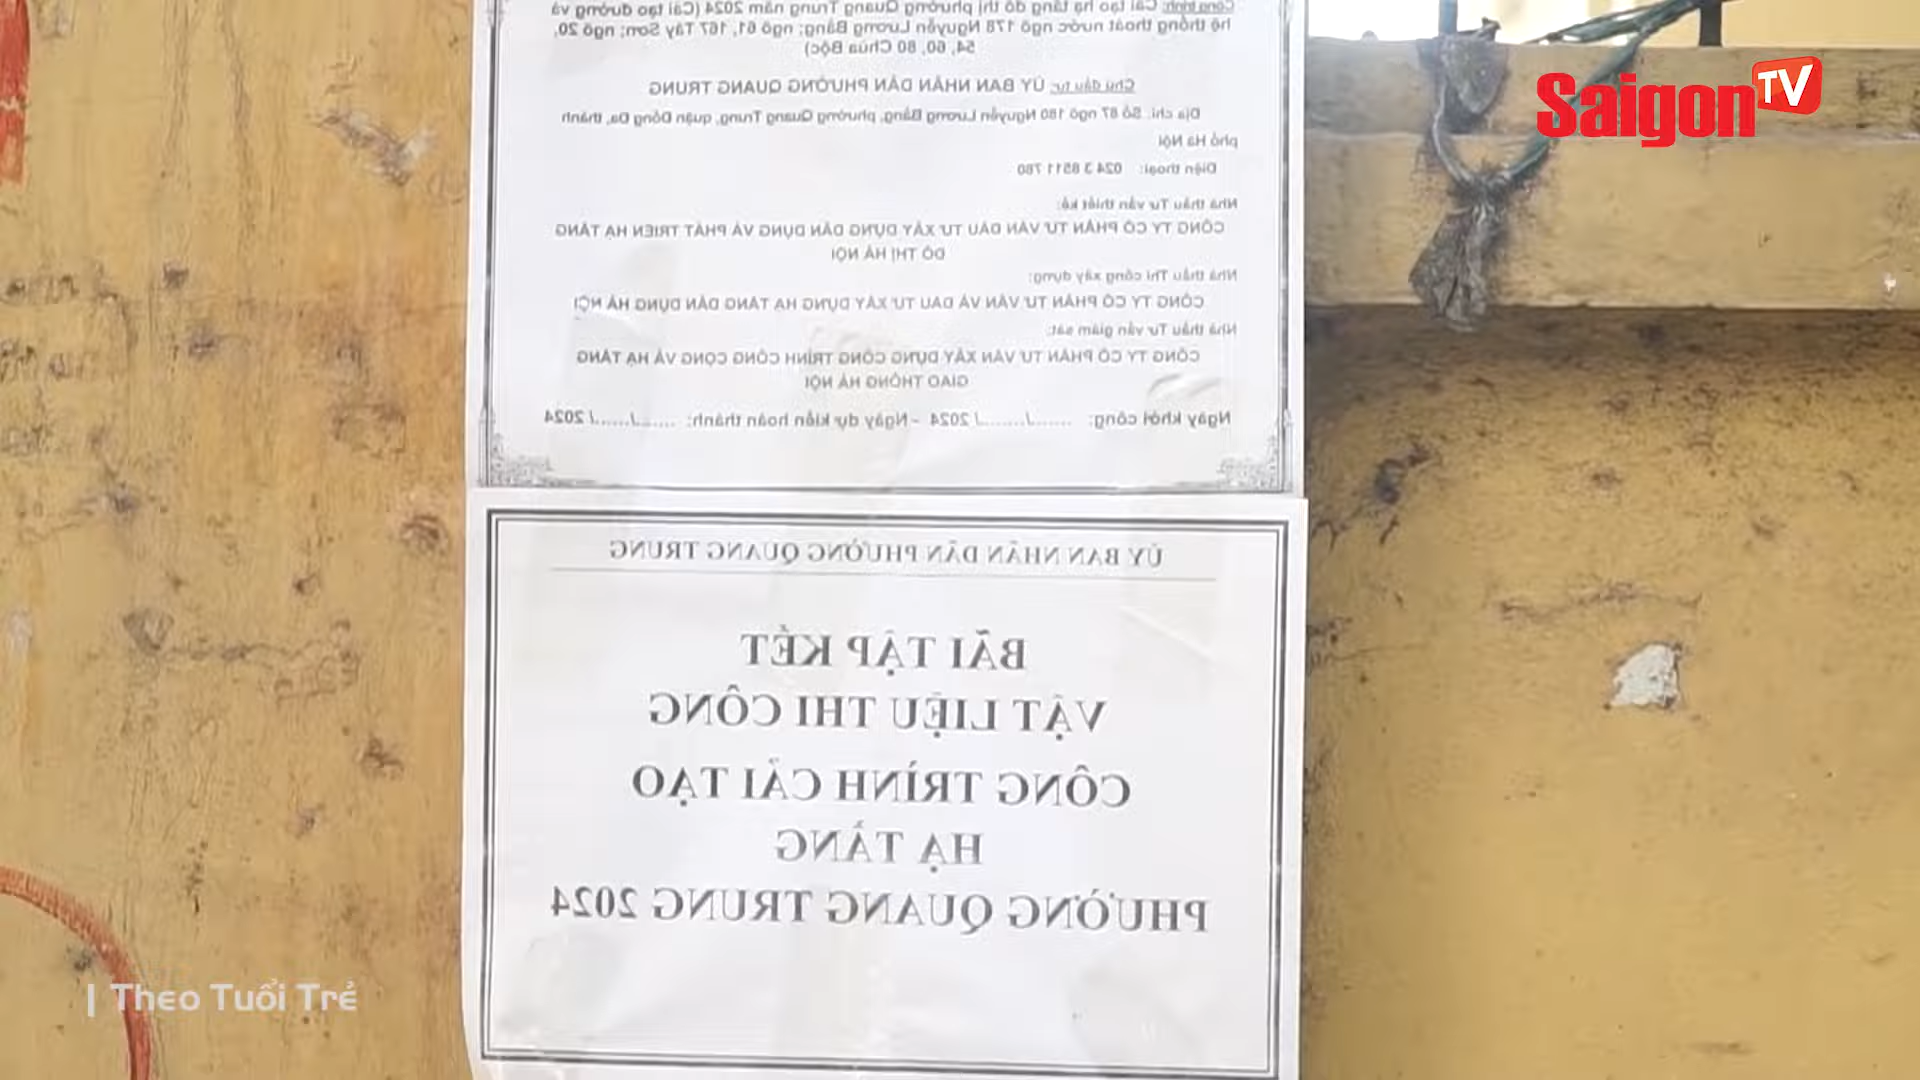 Công trình: Cải tạo hạ tầng đô thị phường Quang Trung năm 2024 (Cải tạo đường và
hệ thống thoát nước ngõ 178 Nguyễn Lương Bằng; ngõ 61, 167 Tây Sơn; ngõ 20,
54, 60, 80 Chùa Bộc)
Chủ đầu tư: ỦY BAN NHÂN DÂN PHƯỜNG QUANG TRUNG
Địa chỉ: Số 87 ngõ 180 Nguyễn Lương Bằng, phường Quang Trung, quận Đống Đa, thành
phố Hà Nội
Điện thoại: 024 3 8511 780
Nhà thầu Tư vấn thiết kế:
CÔNG TY CỔ PHẦN TƯ VẤN ĐẦU TƯ XÂY DỰNG DÂN DỤNG VÀ PHÁT TRIỂN HẠ TẦNG
ĐÔ THỊ HÀ NỘI
Nhà thầu Thi công xây dựng:
CÔNG TY CỔ PHẦN TƯ VẤN VÀ ĐẦU TƯ XÂY DỰNG HẠ TẦNG DÂN DỤNG HÀ NỘI
Nhà thầu Tư vấn giám sát:
CÔNG TY CỔ PHẦN TƯ VẤN XÂY DỰNG CÔNG TRÌNH CÔNG CỘNG VÀ HẠ TẦNG
GIAO THÔNG HÀ NỘI
Ngày khởi công: ......./......../ 2024 - Ngày dự kiến hoàn thành: ......./......./ 2024
ỦY BAN NHÂN DÂN PHƯỜNG QUANG TRUNG
BÃI TẬP KẾT
VẬT LIỆU THI CÔNG
CÔNG TRÌNH CẢI TẠO
HẠ TẦNG
PHƯỜNG QUANG TRUNG 2024
Saigon TV
| Theo Tuổi Trẻ